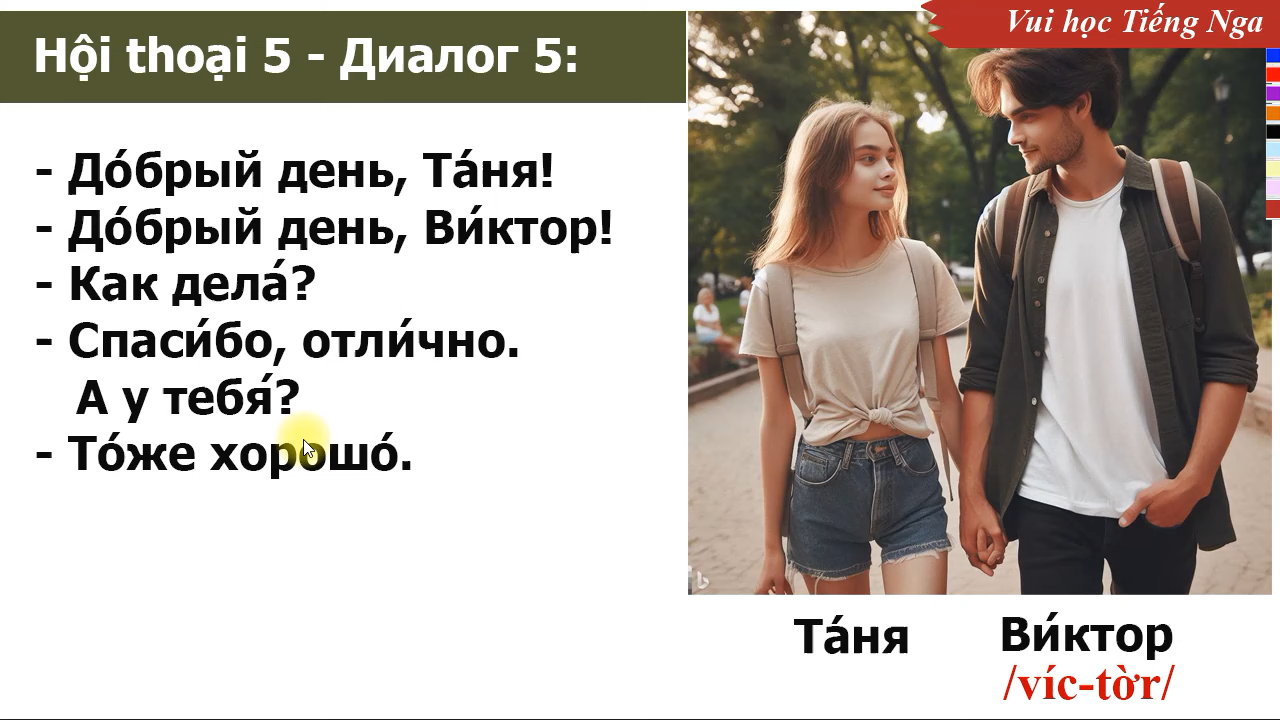 Vui học Tiếng Nga
Hội thoại 5 - Диалог 5:
- До́брый день, Та́ня!
- До́брый день, Ви́ктор!
- Как дела́?
- Спаси́бо, отли́чно.
А у тебя́?
- То́же хорошо́.
Та́ня
Ви́ктор
/víc-tờr/